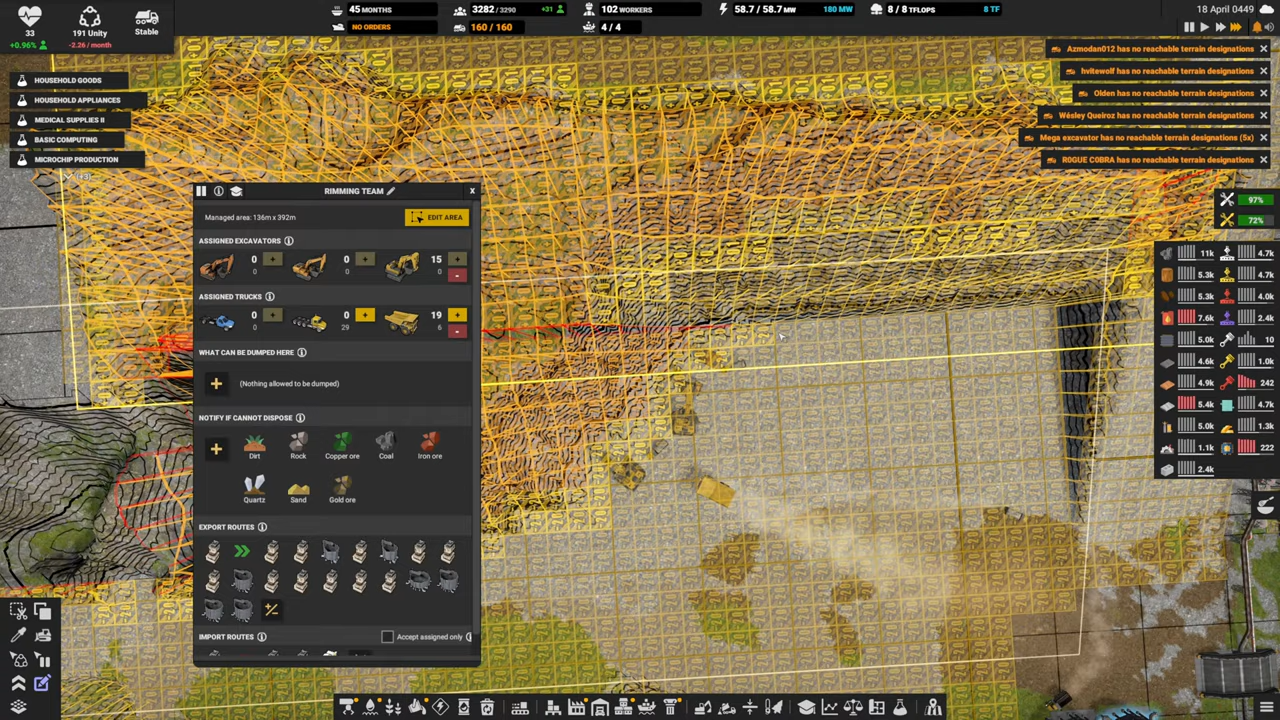 45 MONTHS
3282 / 3290 +31
102 WORKERS
58.7 / 58.7 MW 180 MW
8 / 8 TFLOPS 8 TF
18 April 0449
33
191 Unity
Stable
+0.96%
-2.26 / month
NO ORDERS
160 / 160
4 / 4
Azmodan012 has no reachable terrain designations
hvitewolf has no reachable terrain designations
Olden has no reachable terrain designations
Wésley Queiroz has no reachable terrain designations
Mega excavator has no reachable terrain designations (5x)
ROGUE C0BRA has no reachable terrain designations
HOUSEHOLD GOODS
HOUSEHOLD APPLIANCES
MEDICAL SUPPLIES II
BASIC COMPUTING
MICROCHIP PRODUCTION
(+3)
RIMMING TEAM
Managed area: 136m x 392m
EDIT AREA
ASSIGNED EXCAVATORS
0 0 15
0 0 0
ASSIGNED TRUCKS
0 0 19
0 29 6
WHAT CAN BE DUMPED HERE
(Nothing allowed to be dumped)
NOTIFY IF CANNOT DISPOSE
Dirt Rock Copper ore Coal Iron ore
Quartz Sand Gold ore
EXPORT ROUTES
IMPORT ROUTES
Accept assigned only
97%
72%
11k 4.7k
5.3k 4.7k
5.3k 4.0k
7.6k 2.4k
5.0k 10
4.6k 1.0k
4.9k 242
5.4k 4.7k
5.0k 1.3k
1.1k 222
2.4k